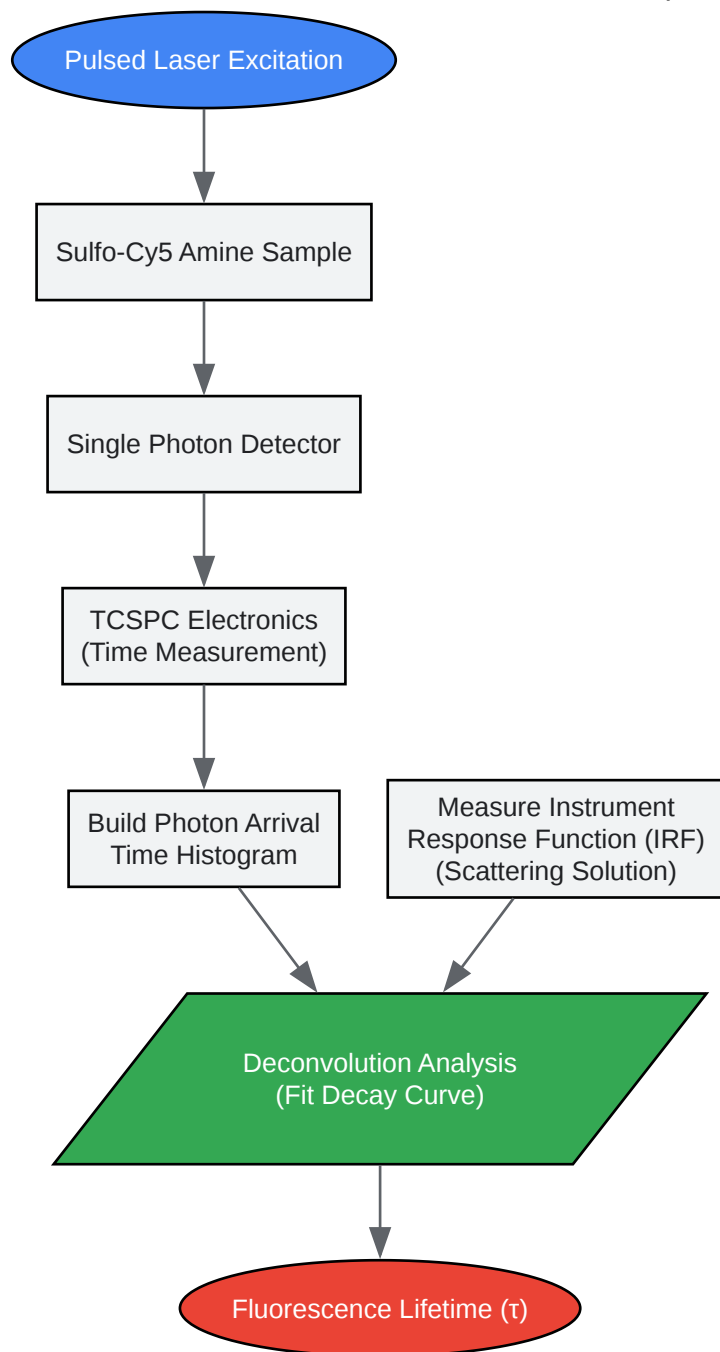 Pulsed Laser Excitation
Sulfo-Cy5 Amine Sample
Single Photon Detector
TCSPC Electronics
(Time Measurement)
Build Photon Arrival
Time Histogram
Measure Instrument
Response Function (IRF)
(Scattering Solution)
Deconvolution Analysis
(Fit Decay Curve)
Fluorescence Lifetime (τ)